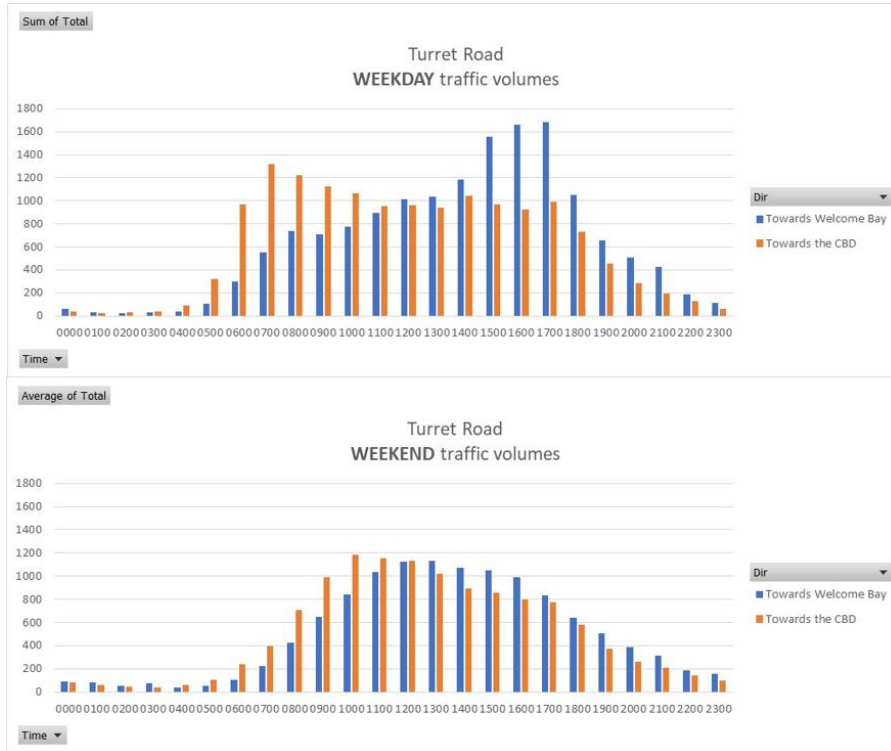 Sum of Total
Turret Road
WEEKDAY traffic volumes
1800
1600
1400
1200
1000
800
600
400
200
0
0000 0100 0200 0300 0400 0500 0600 0700 0800 0900 1000 1100 1200 1300 1400 1500 1600 1700 1800 1900 2000 2100 2200 2300
Dir
Towards Welcome Bay
Towards the CBD
Time
Average of Total
Turret Road
WEEKEND traffic volumes
1800
1600
1400
1200
1000
800
600
400
200
0
0000 0100 0200 0300 0400 0500 0600 0700 0800 0900 1000 1100 1200 1300 1400 1500 1600 1700 1800 1900 2000 2100 2200 2300
Dir
Towards Welcome Bay
Towards the CBD
Time